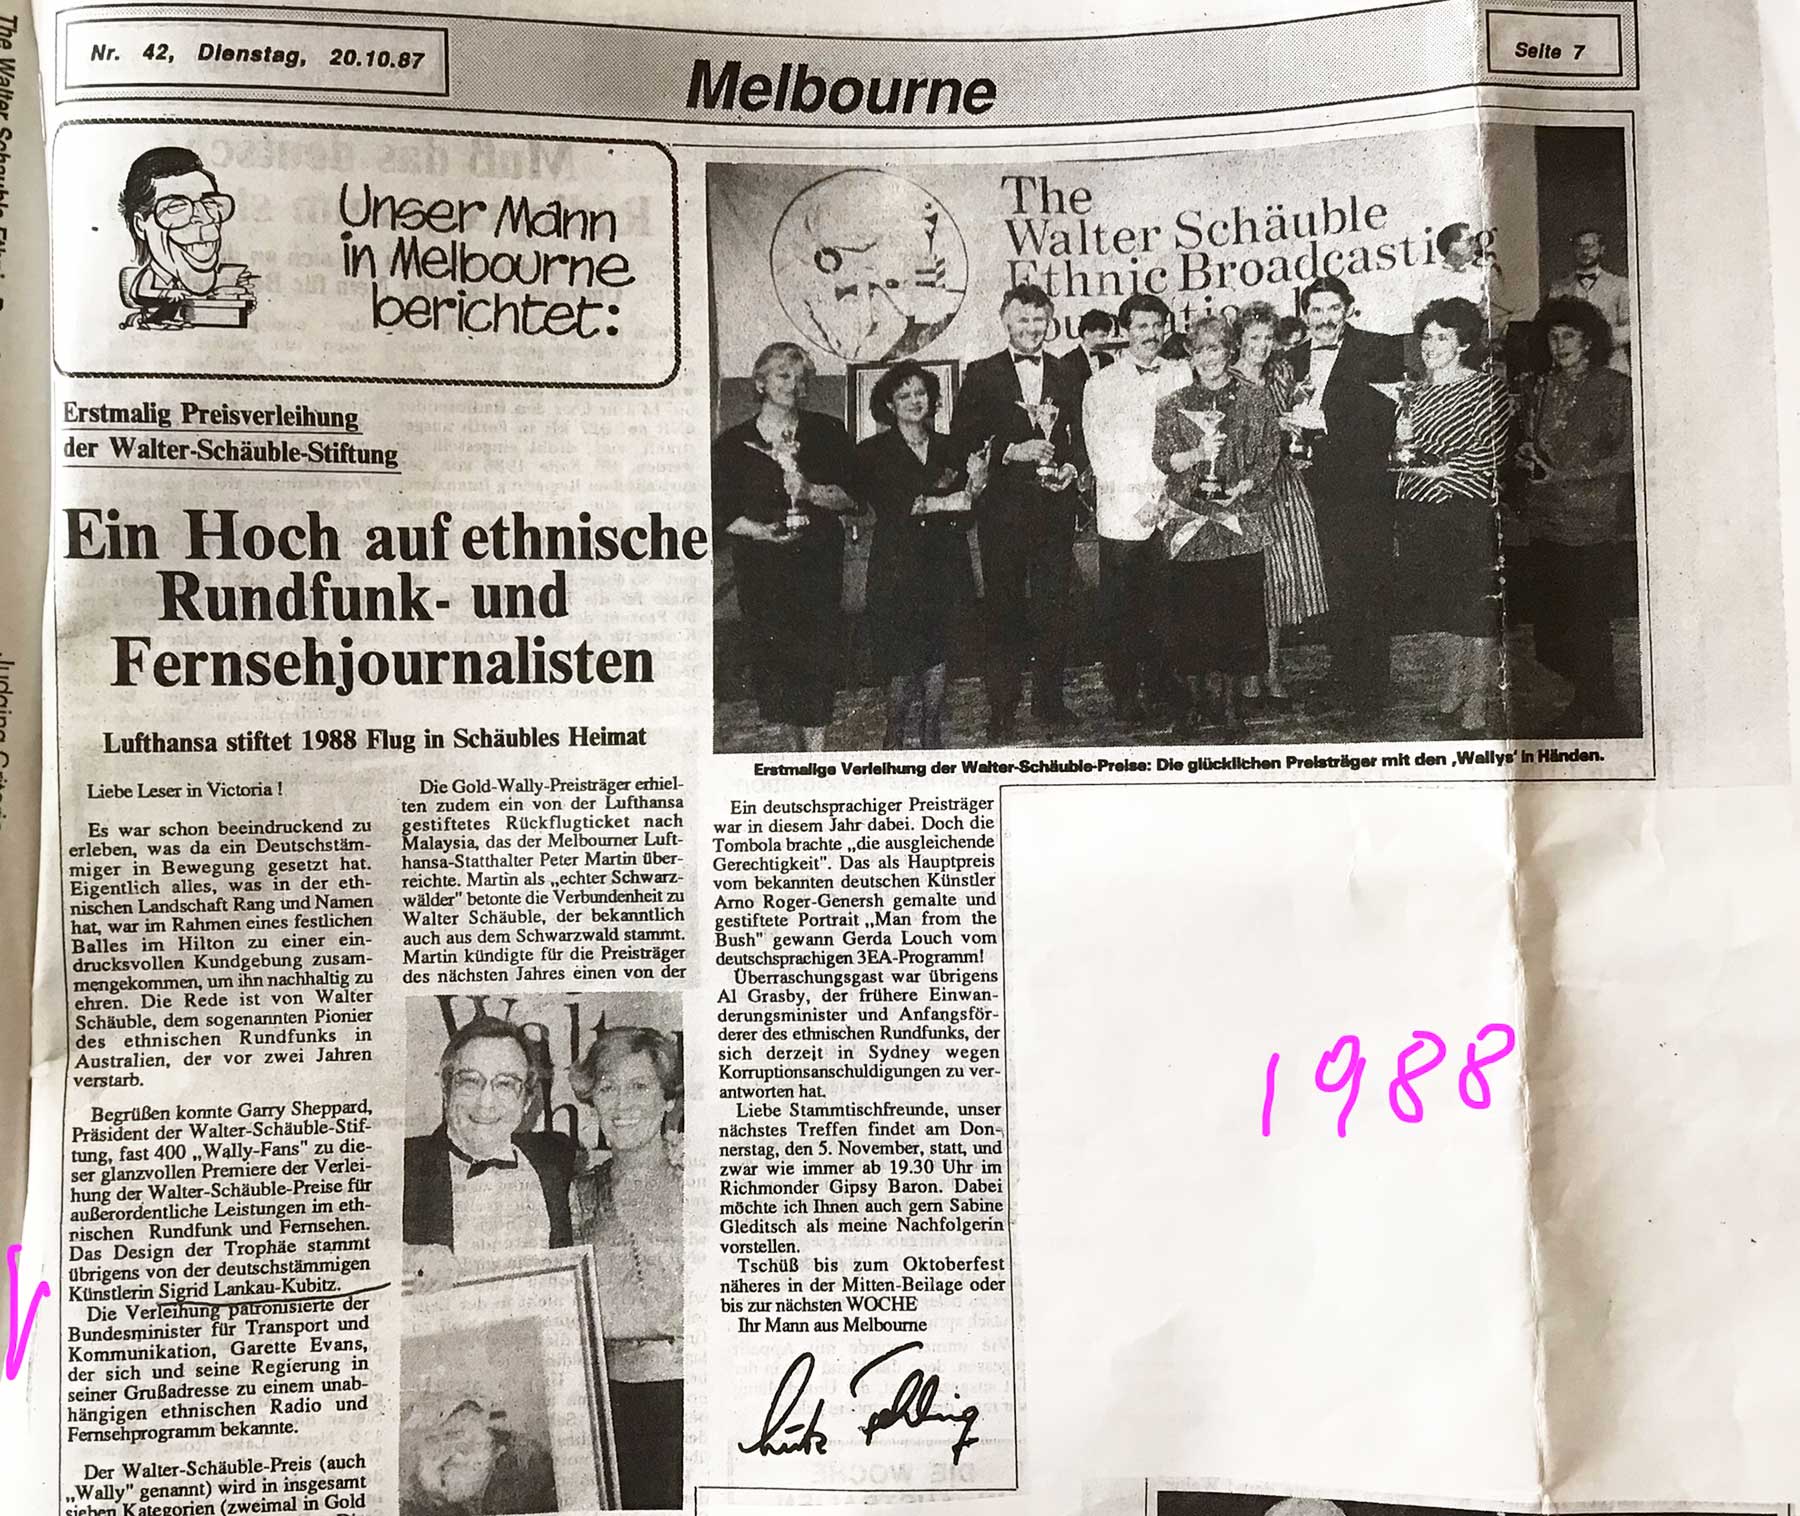 Nr. 42, Dienstag, 20.10.87
Melbourne
Seite 7
Unser Mann
in Melbourne
berichtet:
Erstmalig Preisverleihung
der Walter-Schäuble-Stiftung
Ein Hoch auf ethnische
Rundfunk- und
Fernsehjournalisten
Lufthansa stiftet 1988 Flug in Schäubles Heimat
The
Walter Schäuble
Ethnic Broadcasting
Erstmalige Verleihung der Walter-Schäuble-Preise: Die glücklichen Preisträger mit den ‚Wallys' in Händen.
Liebe Leser in Victoria !
Es war schon beeindruckend zu
erleben, was da ein Deutschstäm-
miger in Bewegung gesetzt hat.
Eigentlich alles, was in der eth-
nischen Landschaft Rang und Namen
hat, war im Rahmen eines festlichen
Balles im Hilton zu einer ein-
drucksvollen Kundgebung zusam-
mengekommen, um ihn nachhaltig zu
ehren. Die Rede ist von Walter
Schäuble, dem sogenannten Pionier
des ethnischen Rundfunks in
Australien, der vor zwei Jahren
verstarb.
Begrüßen konnte Garry Sheppard,
Präsident der Walter-Schäuble-Stif-
tung, fast 400 „Wally-Fans" zu die-
ser glanzvollen Premiere der Verlei-
hung der Walter-Schäuble-Preise für
außerordentliche Leistungen im eth-
nischen Rundfunk und Fernsehen.
Das Design der Trophäe stammt
übrigens von der deutschstämmigen
Künstlerin Sigrid Lankau-Kubitz.
Die Verleihung patronisierte der
Bundesminister für Transport und
Kommunikation, Garette Evans,
der sich und seine Regierung in
seiner Grußadresse zu einem unab-
hängigen ethnischen Radio und
Fernsehprogramm bekannte.
Der Walter-Schäuble-Preis (auch
„Wally" genannt) wird in insgesamt
sieben Kategorien (zweimal in Gold
Die Gold-Wally-Preisträger erhiel-
ten zudem ein von der Lufthansa
gestiftetes Rückflugticket nach
Malaysia, das der Melbourner Luft-
hansa-Statthalter Peter Martin über-
reichte. Martin als „echter Schwarz-
wälder" betonte die Verbundenheit zu
Walter Schäuble, der bekanntlich
auch aus dem Schwarzwald stammt.
Martin kündigte für die Preisträger
des nächsten Jahres einen von der
Ein deutschsprachiger Preisträger
war in diesem Jahr dabei. Doch die
Tombola brachte „die ausgleichende
Gerechtigkeit". Das als Hauptpreis
vom bekannten deutschen Künstler
Arno Roger-Genersh gemalte und
gestiftete Portrait „Man from the
Bush" gewann Gerda Louch vom
deutschsprachigen 3EA-Programm!
Überraschungsgast war übrigens
Al Grasby, der frühere Einwan-
derungsminister und Anfangsför-
derer des ethnischen Rundfunks, der
sich derzeit in Sydney wegen
Korruptionsanschuldigungen zu ver-
antworten hat.
Liebe Stammtischfreunde, unser
nächstes Treffen findet am Don-
nerstag, den 5. November, statt, und
zwar wie immer ab 19.30 Uhr im
Richmonder Gipsy Baron. Dabei
möchte ich Ihnen auch gern Sabine
Gleditsch als meine Nachfolgerin
vorstellen.
Tschüß bis zum Oktoberfest
näheres in der Mitten-Beilage oder
bis zur nächsten WOCHE
Ihr Mann aus Melbourne
1988